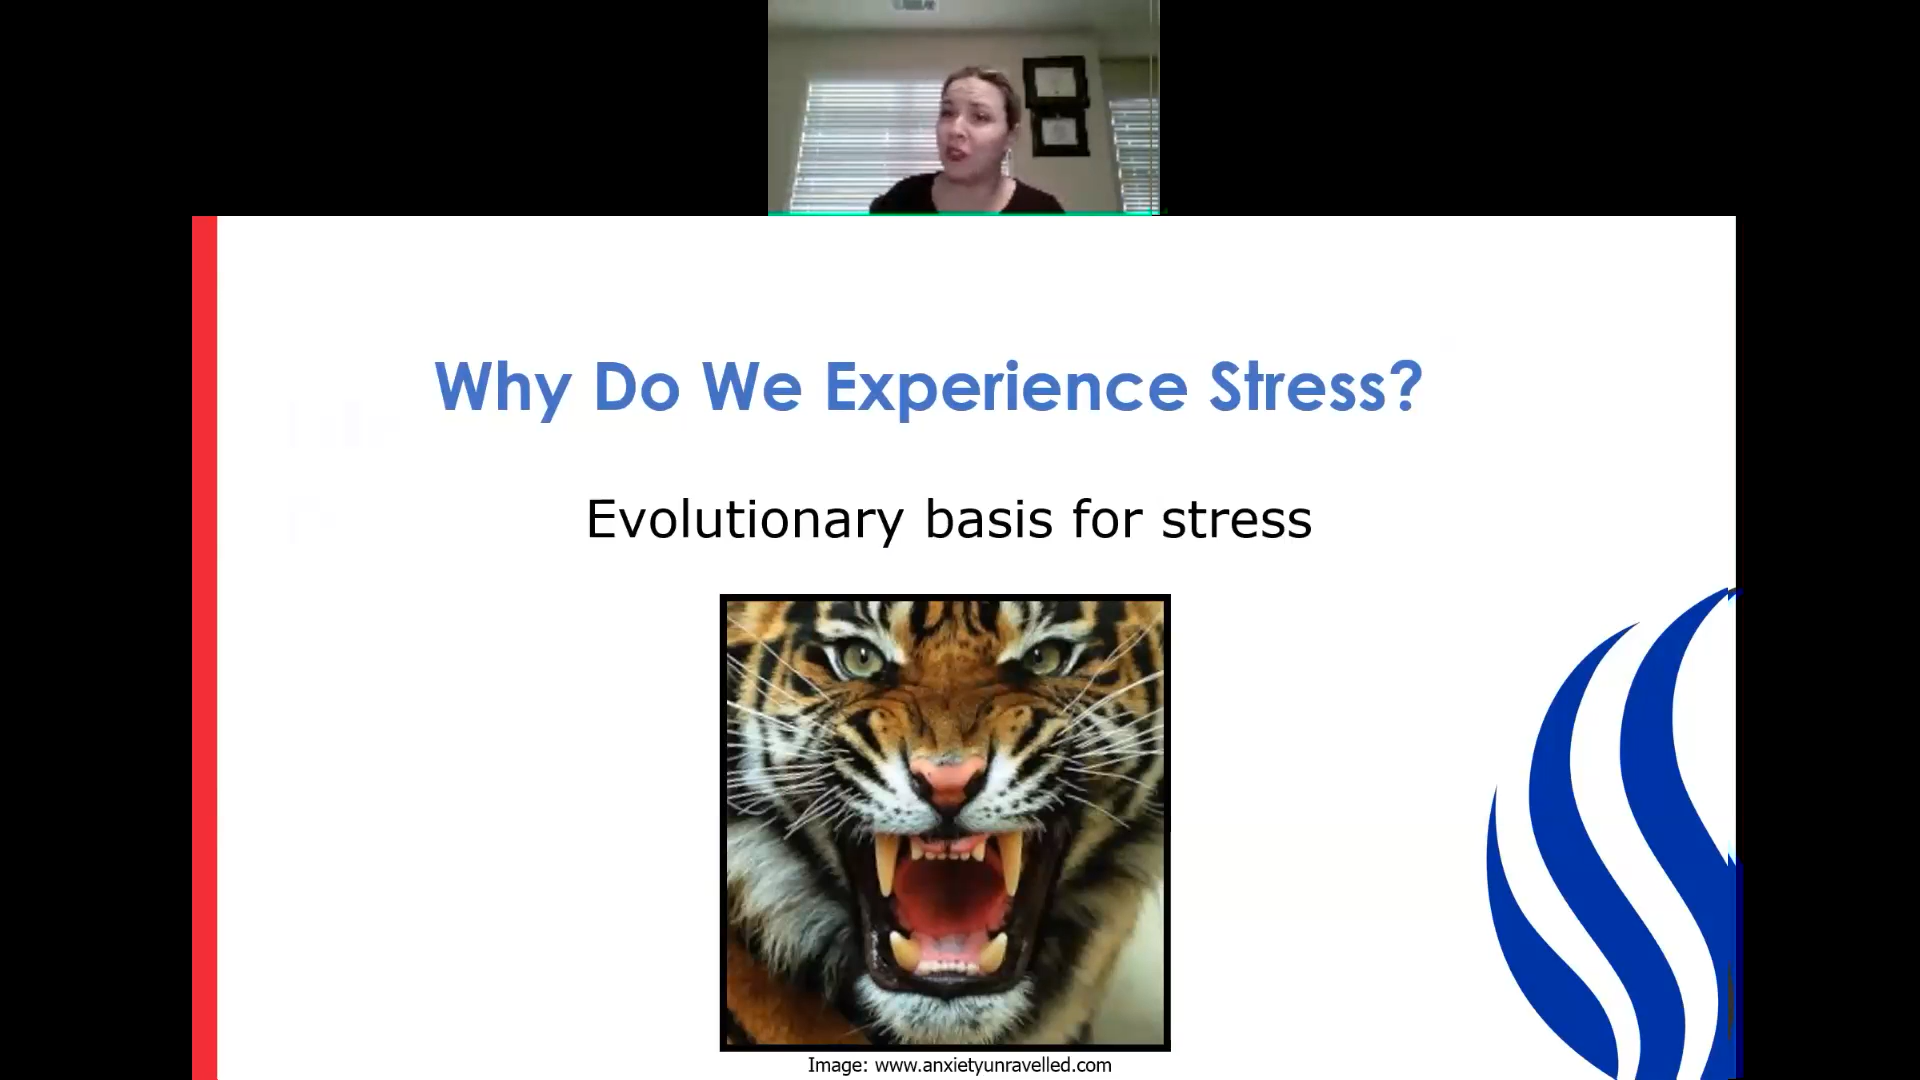 Why Do We Experience Stress?
Evolutionary basis for stress
Image: www.anxietyunravelled.com